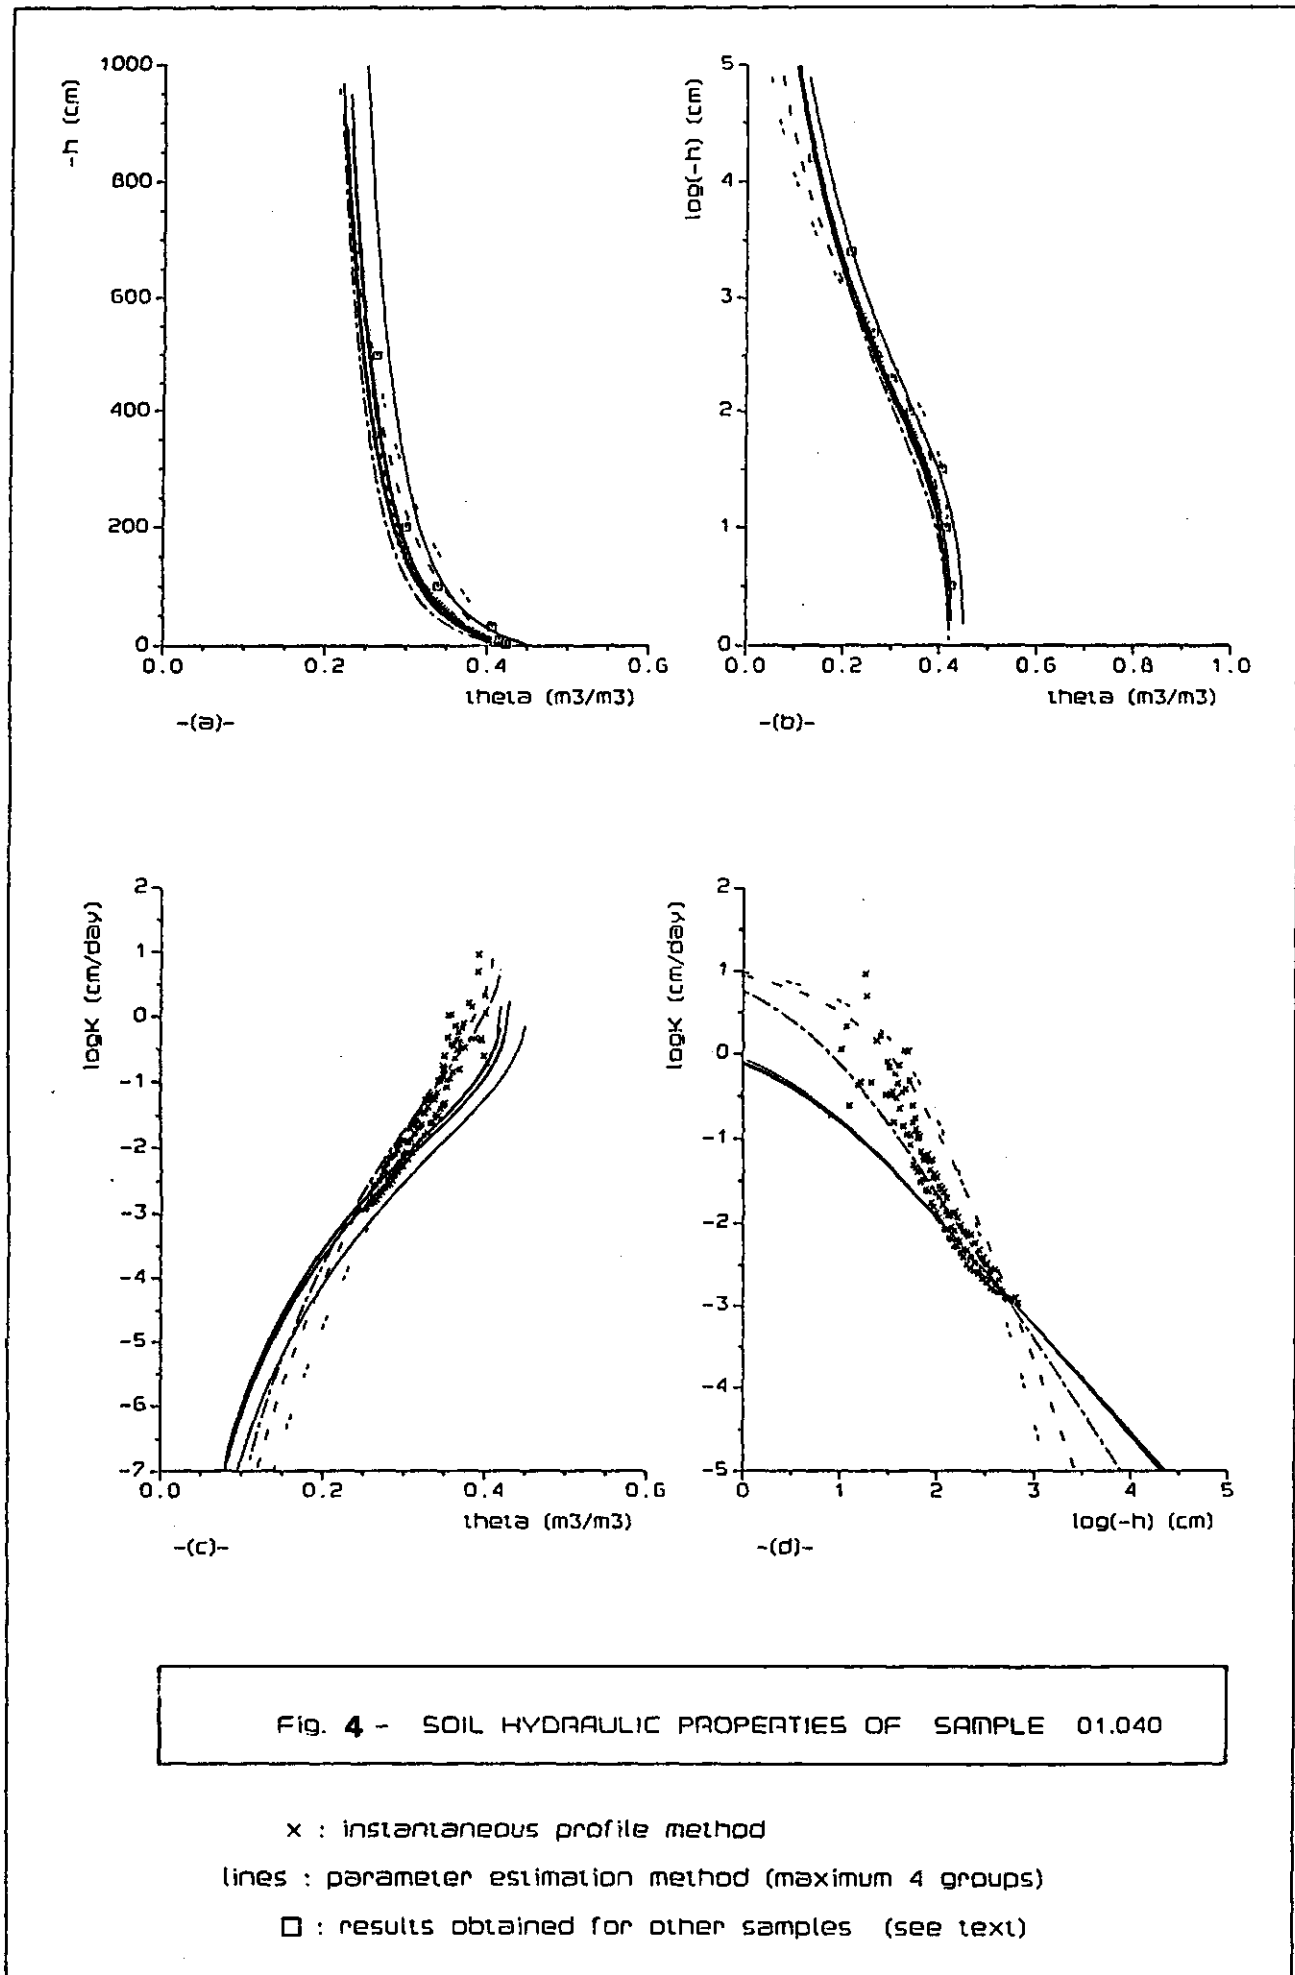 1000
800
600
400
200
0
-h (cm)
0.0 0.2 0.4 0.6
theta (m3/m3)
-(a)-
5
4
3
2
1
0
log(-h) (cm)
0.0 0.2 0.4 0.6 0.8 1.0
theta (m3/m3)
-(b)-
2
1
0
-1
-2
-3
-4
-5
-6
-7
logK (cm/day)
0.0 0.2 0.4 0.6
theta (m3/m3)
-(c)-
2
1
0
-1
-2
-3
-4
-5
logK (cm/day)
0 1 2 3 4 5
log(-h) (cm)
-(d)-
Fig. 4 - SOIL HYDRAULIC PROPERTIES OF SAMPLE 01.040
x : instantaneous profile method
lines : parameter estimation method (maximum 4 groups)
□ : results obtained for other samples (see text)